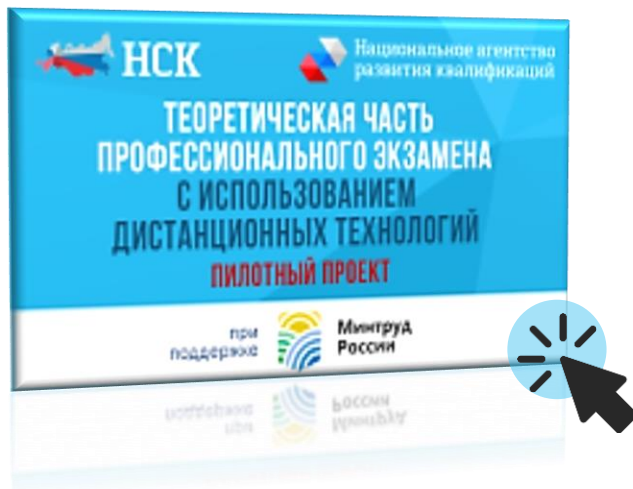 НСК
Национальное агентство
развития квалификаций
ТЕОРЕТИЧЕСКАЯ ЧАСТЬ
ПРОФЕССИОНАЛЬНОГО ЭКЗАМЕНА
С ИСПОЛЬЗОВАНИЕМ
ДИСТАНЦИОННЫХ ТЕХНОЛОГИЙ
ПИЛОТНЫЙ ПРОЕКТ
при
поддержке
Минтруд
России